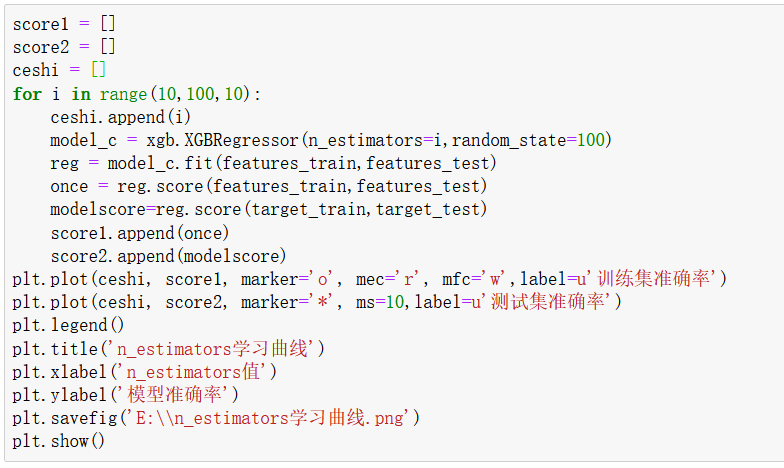 score1 = []
score2 = []
ceshi = []
for i in range(10,100,10):
    ceshi.append(i)
    model_c = xgb.XGBRegressor(n_estimators=i,random_state=100)
    reg = model_c.fit(features_train,features_test)
    once = reg.score(features_train,features_test)
    modelscore=reg.score(target_train,target_test)
    score1.append(once)
    score2.append(modelscore)
plt.plot(ceshi, score1, marker='o', mec='r', mfc='w',label=u'训练集准确率')
plt.plot(ceshi, score2, marker='*', ms=10,label=u'测试集准确率')
plt.legend()
plt.title('n_estimators学习曲线')
plt.xlabel('n_estimators值')
plt.ylabel('模型准确率')
plt.savefig('E:\\n_estimators学习曲线.png')
plt.show()